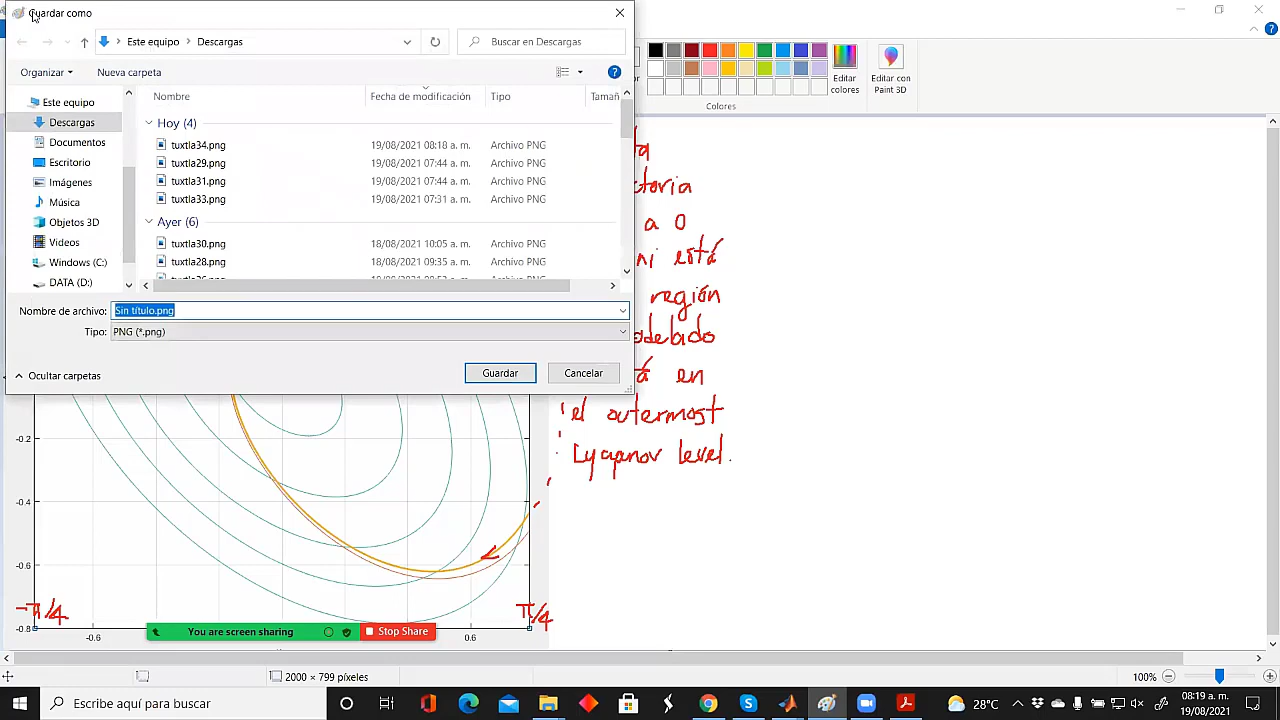 Guardar como
Este equipo > Descargas
Buscar en Descargas
Organizar
Nueva carpeta
Este equipo
Descargas
Documentos
Escritorio
Imágenes
Música
Objetos 3D
Videos
Windows (C:)
DATA (D:)
Nombre
Fecha de modificación
Tipo
Tamañ
Hoy (4)
tuxtla34.png 19/08/2021 08:18 a. m. Archivo PNG
tuxtla29.png 19/08/2021 07:44 a. m. Archivo PNG
tuxtla31.png 19/08/2021 07:44 a. m. Archivo PNG
tuxtla33.png 19/08/2021 07:31 a. m. Archivo PNG
Ayer (6)
tuxtla30.png 18/08/2021 10:05 a. m. Archivo PNG
tuxtla28.png 18/08/2021 09:35 a. m. Archivo PNG
Nombre de archivo: Sin título.png
Tipo: PNG (*.png)
Ocultar carpetas
Guardar
Cancelar
Editar colores
Editar con Paint 3D
Colores
ta
ctoria
a 0
ni está
región
odebido
á en
el outermost
Lyapanov level.
-0.2
-0.4
-0.6
-0.8
-π/4
π/4
-0.6
0.6
You are screen sharing
Stop Share
2000 × 799 píxeles
100%
Escribe aquí para buscar
28°C
08:19 a. m.
19/08/2021